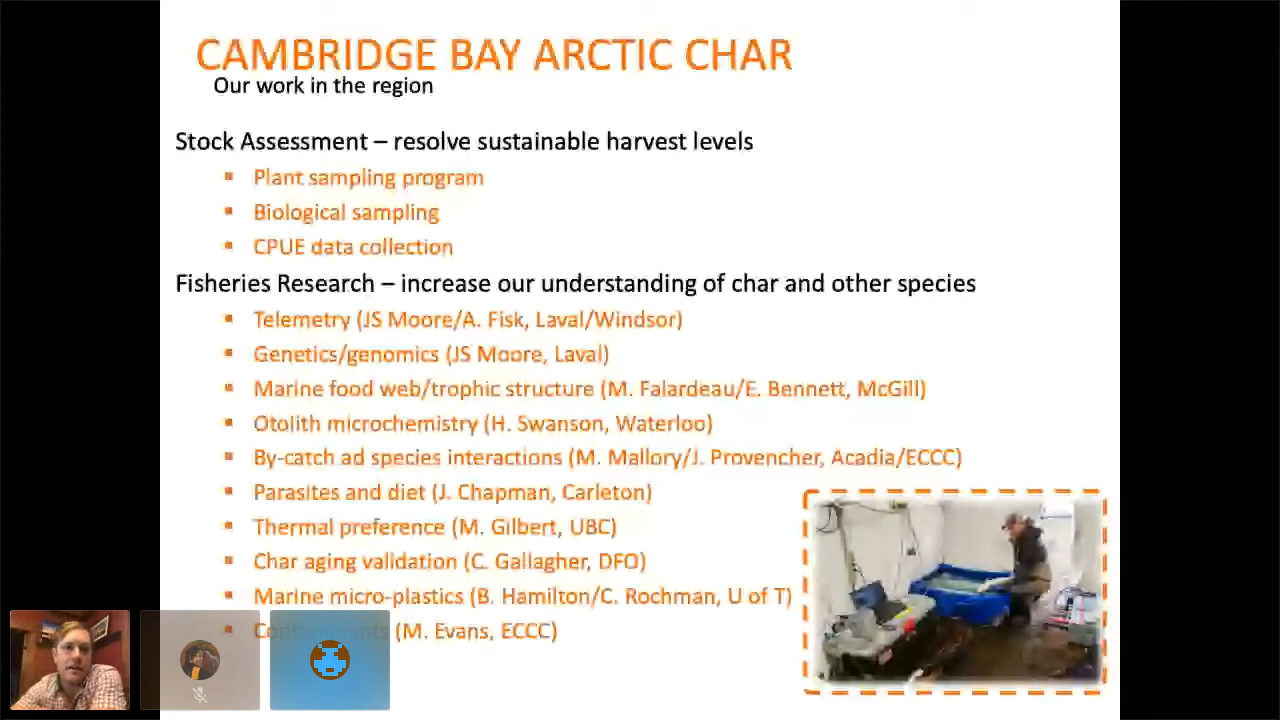 CAMBRIDGE BAY ARCTIC CHAR
Our work in the region
Stock Assessment – resolve sustainable harvest levels
▪ Plant sampling program
▪ Biological sampling
▪ CPUE data collection
Fisheries Research – increase our understanding of char and other species
▪ Telemetry (JS Moore/A. Fisk, Laval/Windsor)
▪ Genetics/genomics (JS Moore, Laval)
▪ Marine food web/trophic structure (M. Falardeau/E. Bennett, McGill)
▪ Otolith microchemistry (H. Swanson, Waterloo)
▪ By-catch ad species interactions (M. Mallory/J. Provencher, Acadia/ECCC)
▪ Parasites and diet (J. Chapman, Carleton)
▪ Thermal preference (M. Gilbert, UBC)
▪ Char aging validation (C. Gallagher, DFO)
▪ Marine micro-plastics (B. Hamilton/C. Rochman, U of T)
▪ Contaminants (M. Evans, ECCC)